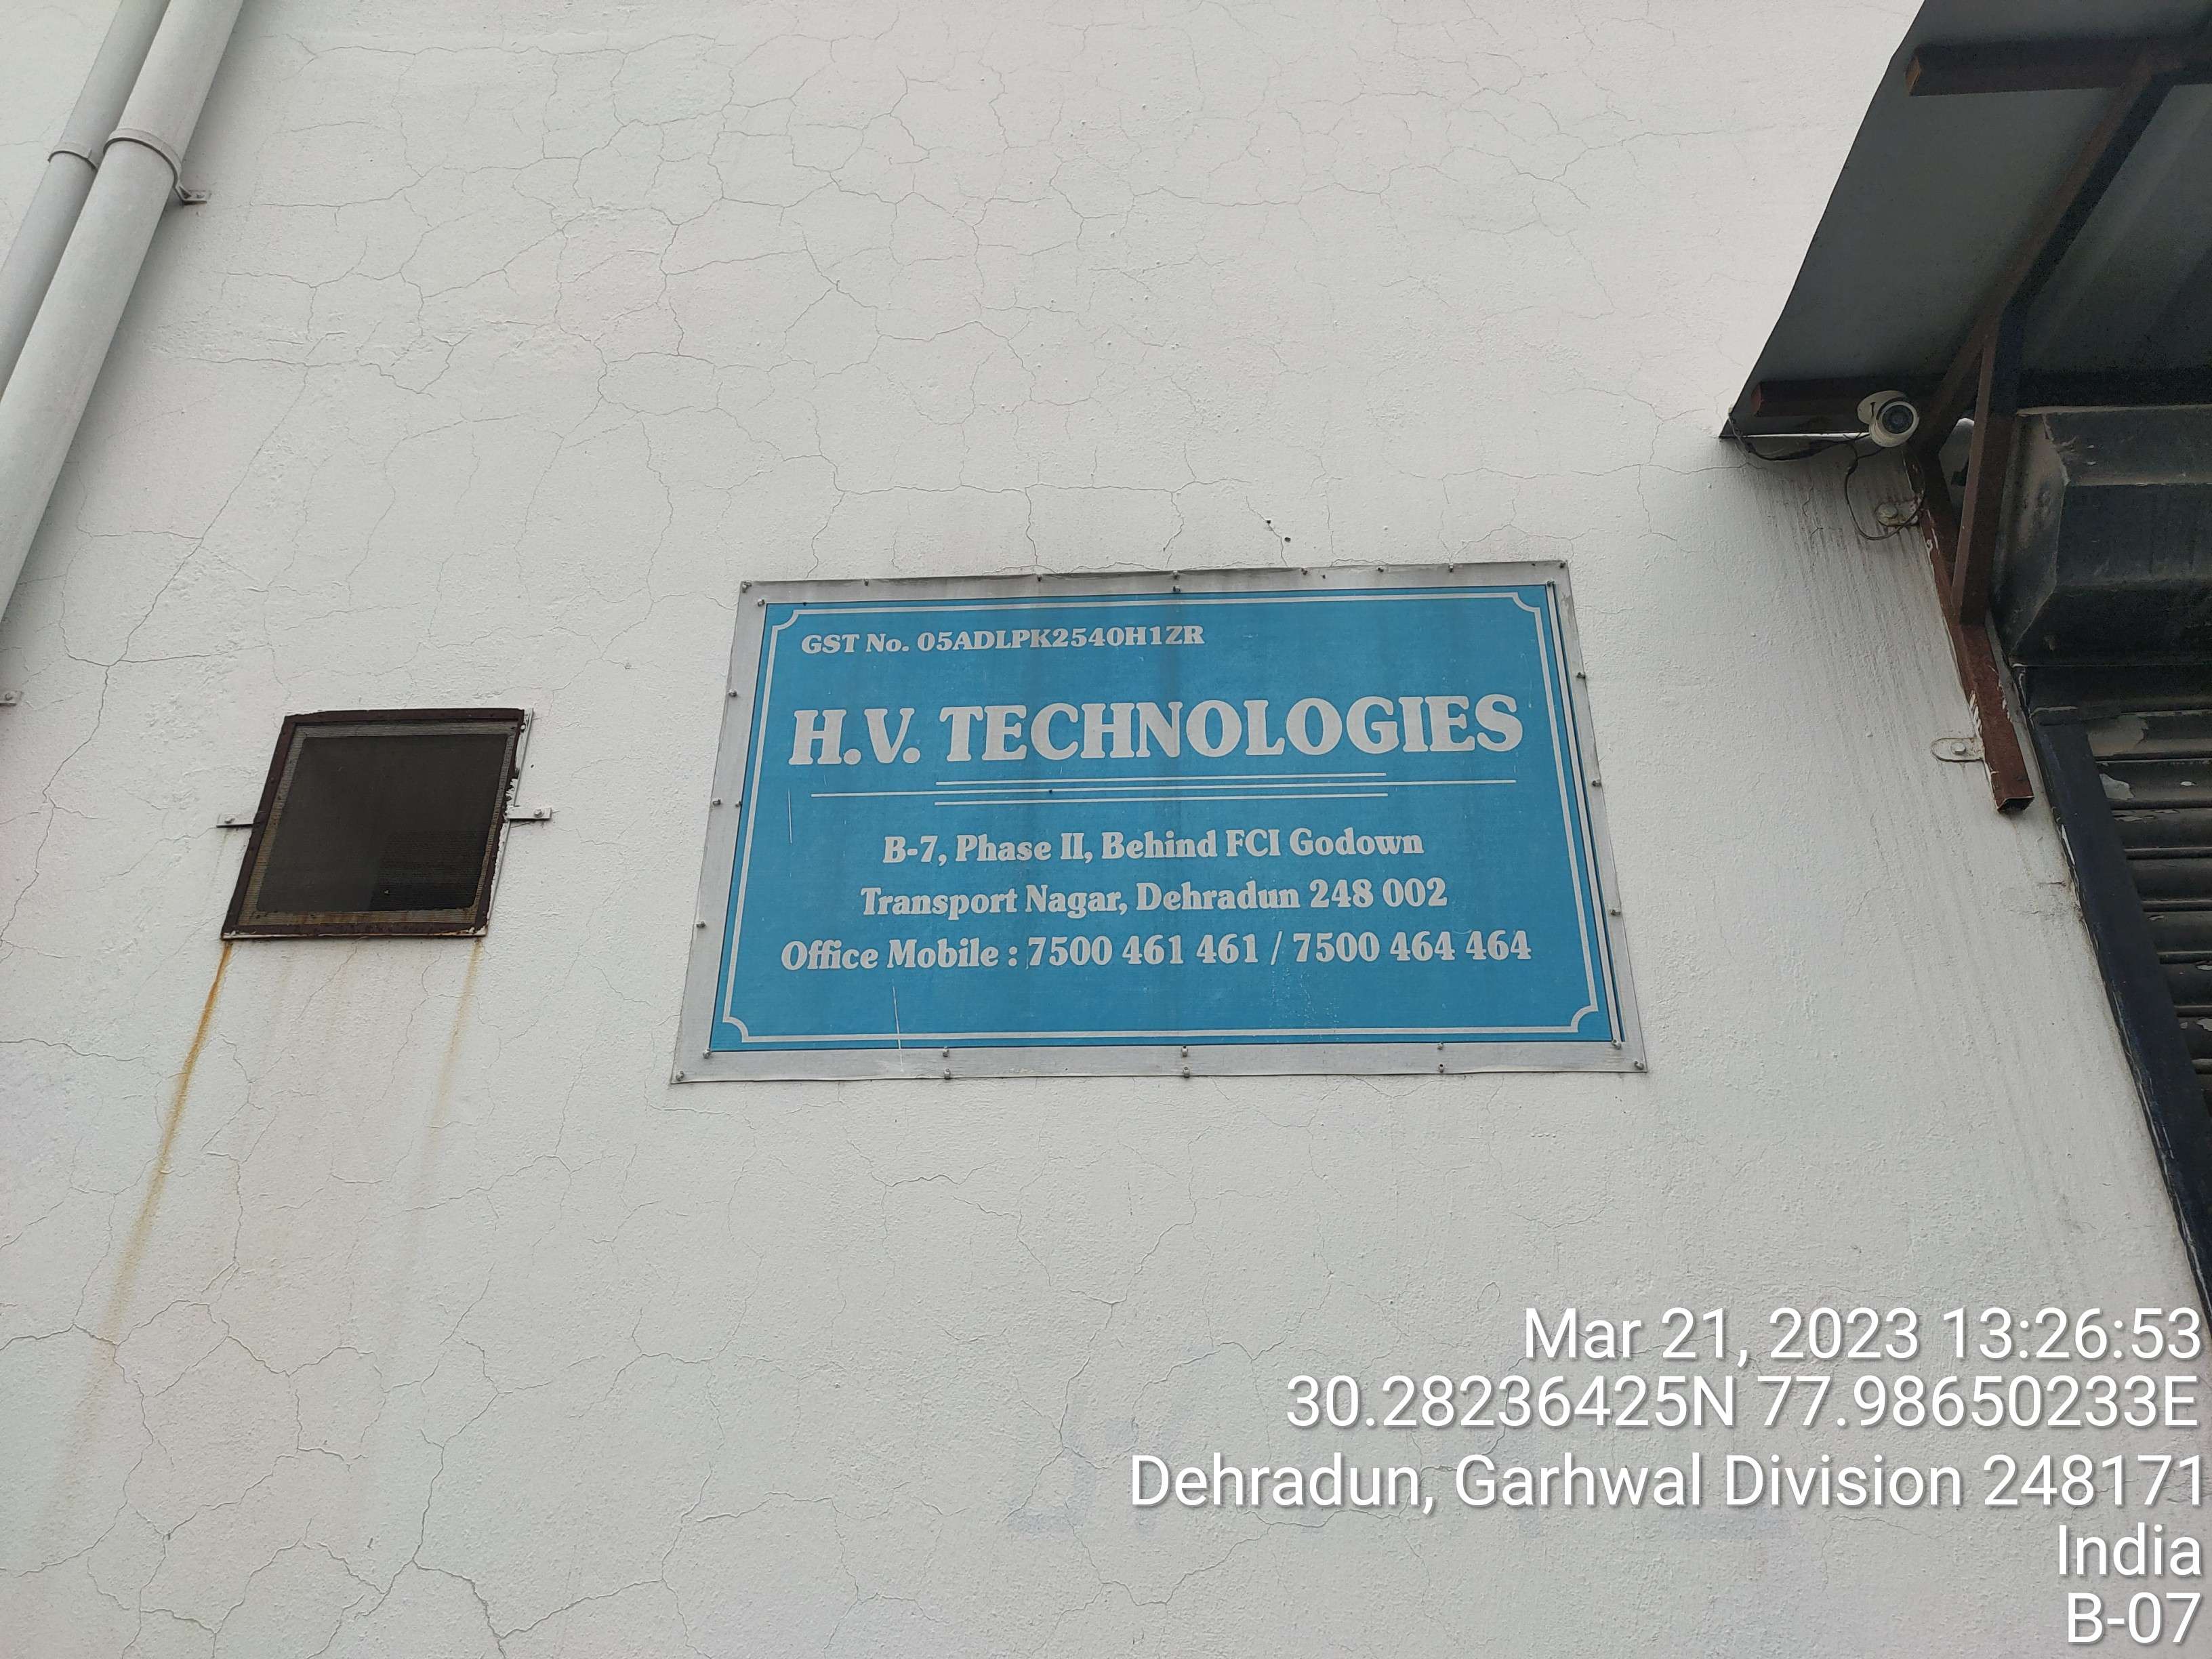 GST No. 05ADLPK2540H1ZR
H.V. TECHNOLOGIES
B-7, Phase II, Behind FCI Godown
Transport Nagar, Dehradun 248 002
Office Mobile : 7500 461 461 / 7500 464 464
Mar 21, 2023 13:26:53
30.28236425N 77.98650233E
Dehradun, Garhwal Division 248171
India
B-07